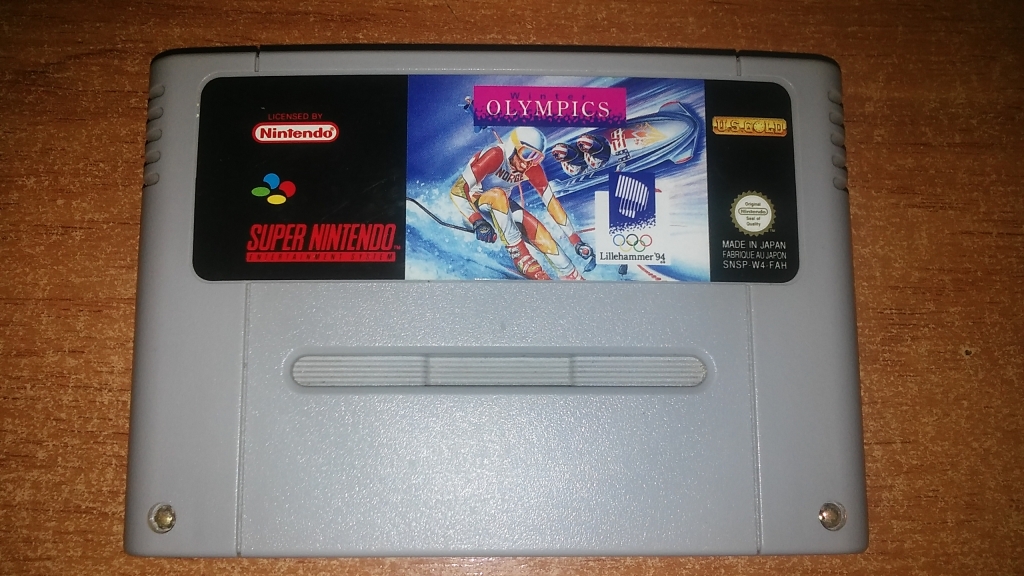 LICENSED BY
Nintendo
SUPER NINTENDO
ENTERTAINMENT SYSTEM
Winter
OLYMPICS
NORGE
Lillehammer '94
U.S. GOLD
Original
Nintendo
Seal of
Quality
MADE IN JAPAN
FABRIQUE AU JAPON
SNSP-W4-FAH